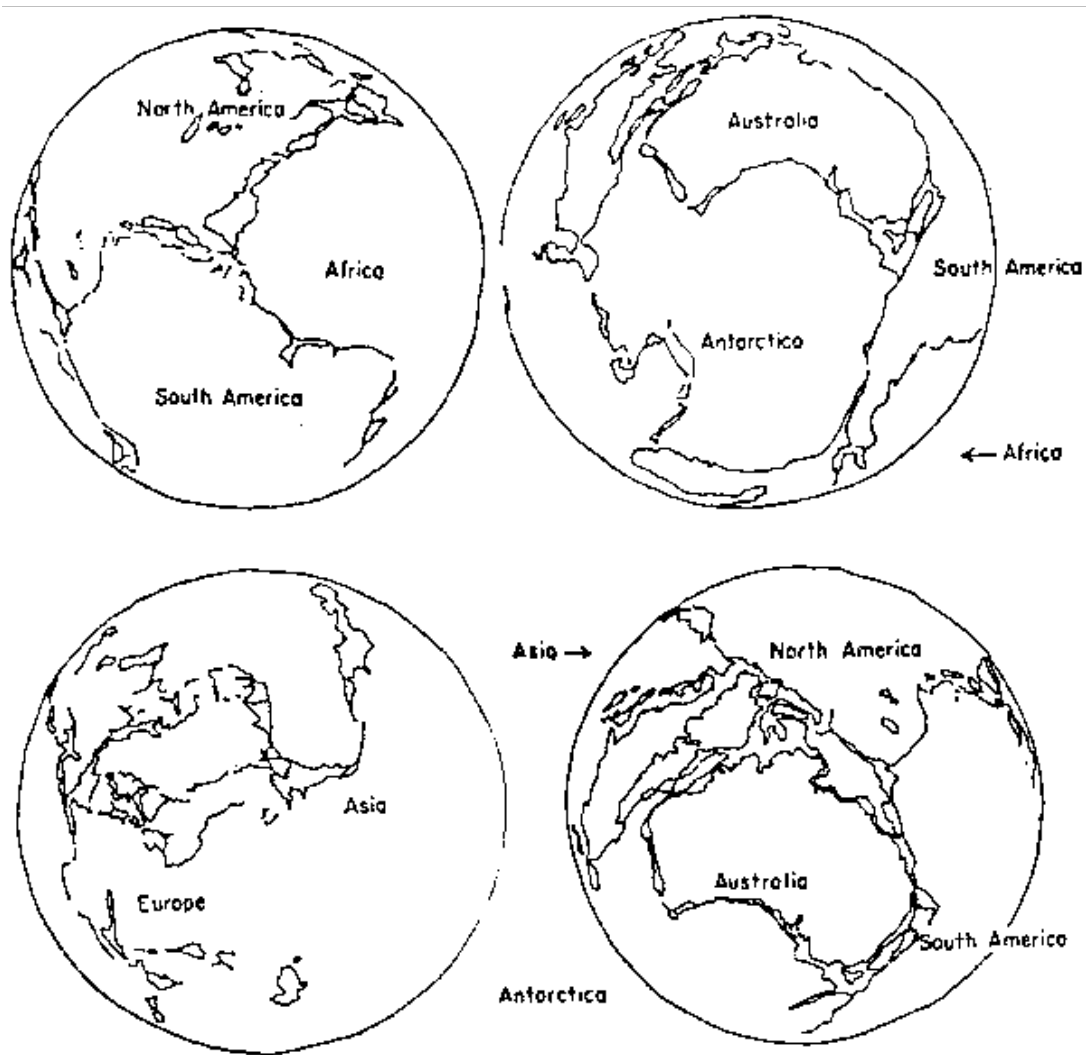 North America
Africa
South America
Australia
South America
Antarctica
← Africa
Asia
Europe
Asia →
North America
Australia
South America
Antarctica